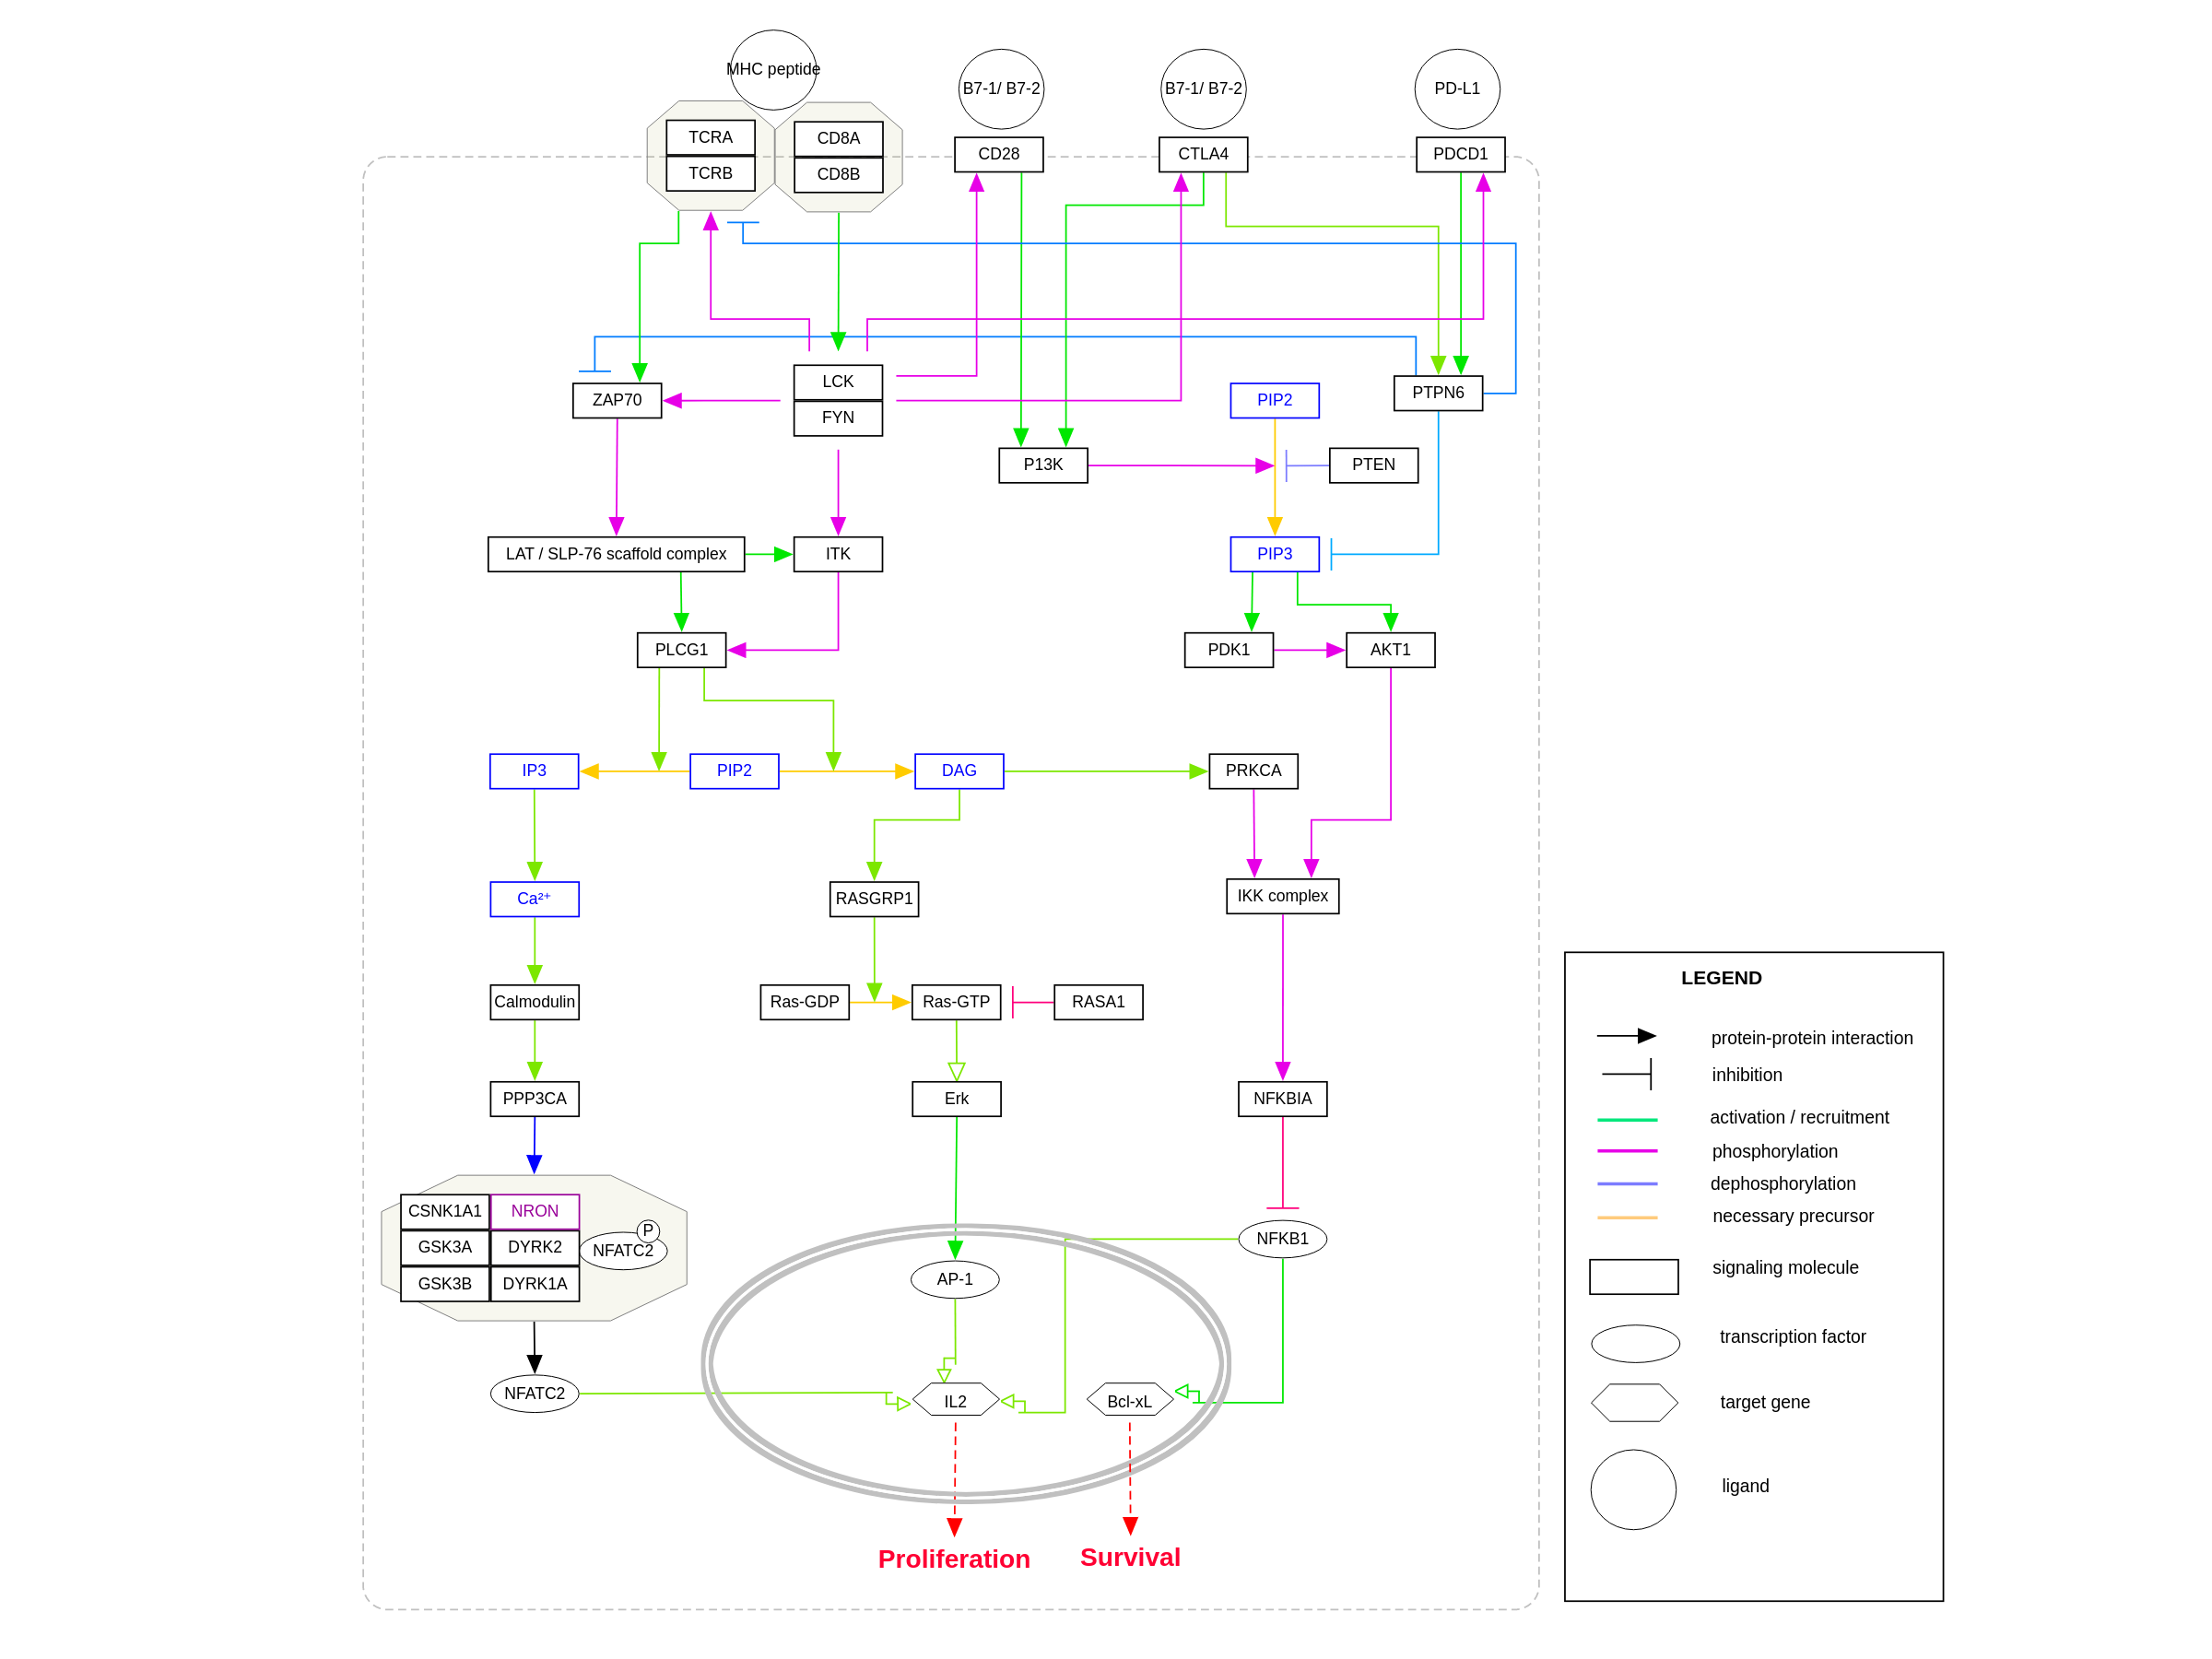 MHC peptide
B7-1/ B7-2
B7-1/ B7-2
PD-L1
TCRA
TCRB
CD8A
CD8B
CD28
CTLA4
PDCD1
LCK
FYN
ZAP70
PIP2
PTPN6
P13K
PTEN
LAT / SLP-76 scaffold complex
ITK
PIP3
PLCG1
PDK1
AKT1
IP3
PIP2
DAG
PRKCA
Ca²⁺
RASGRP1
IKK complex
Calmodulin
Ras-GDP
Ras-GTP
RASA1
PPP3CA
Erk
NFKBIA
CSNK1A1
NRON
GSK3A
DYRK2
GSK3B
DYRK1A
P
NFATC2
NFKB1
AP-1
NFATC2
IL2
Bcl-xL
Proliferation
Survival
LEGEND
protein-protein interaction
inhibition
activation / recruitment
phosphorylation
dephosphorylation
necessary precursor
signaling molecule
transcription factor
target gene
ligand